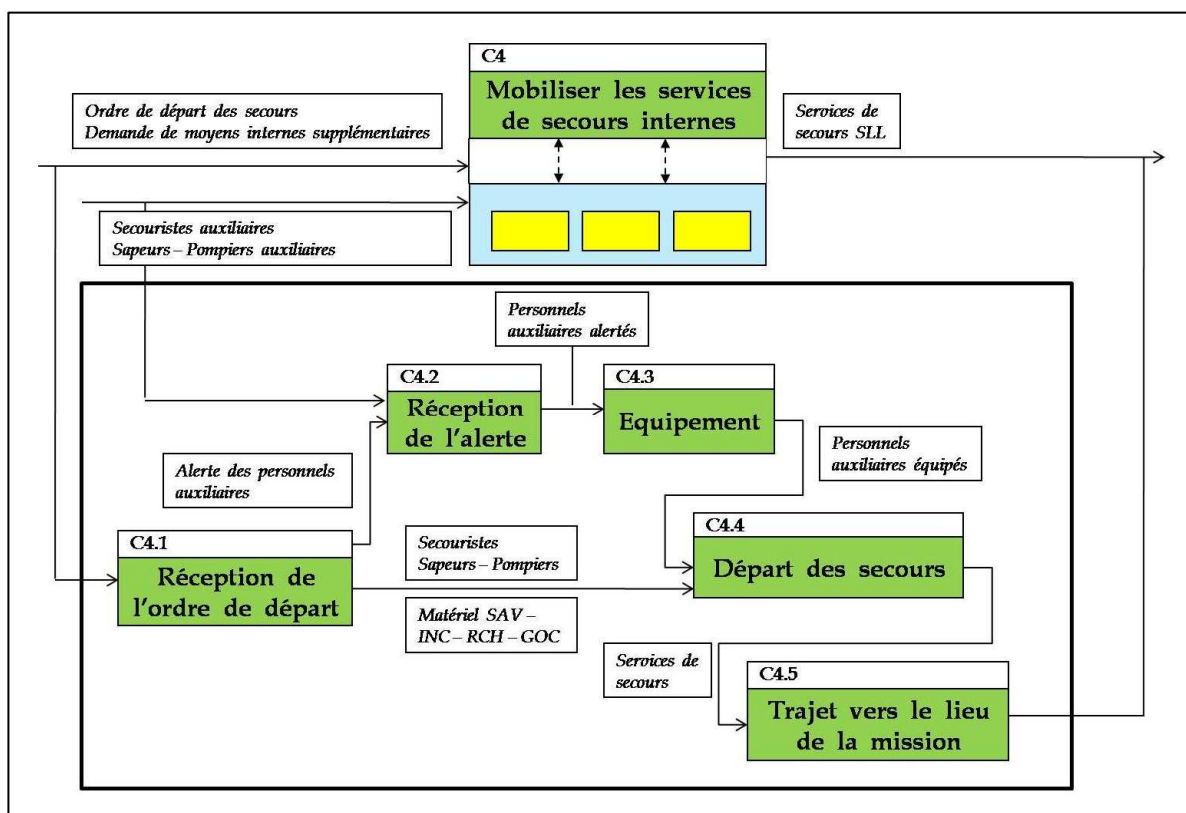 C4
Mobiliser les services
de secours internes
Ordre de départ des secours
Demande de moyens internes supplémentaires
Services de
secours SLL
Secouristes auxiliaires
Sapeurs – Pompiers auxiliaires
Personnels
auxiliaires alertés
C4.2
Réception
de l'alerte
C4.3
Equipement
Personnels
auxiliaires équipés
Alerte des personnels
auxiliaires
C4.1
Réception de
l'ordre de départ
Secouristes
Sapeurs – Pompiers
Matériel SAV –
INC – RCH – GOC
C4.4
Départ des secours
Services de
secours
C4.5
Trajet vers le lieu
de la mission